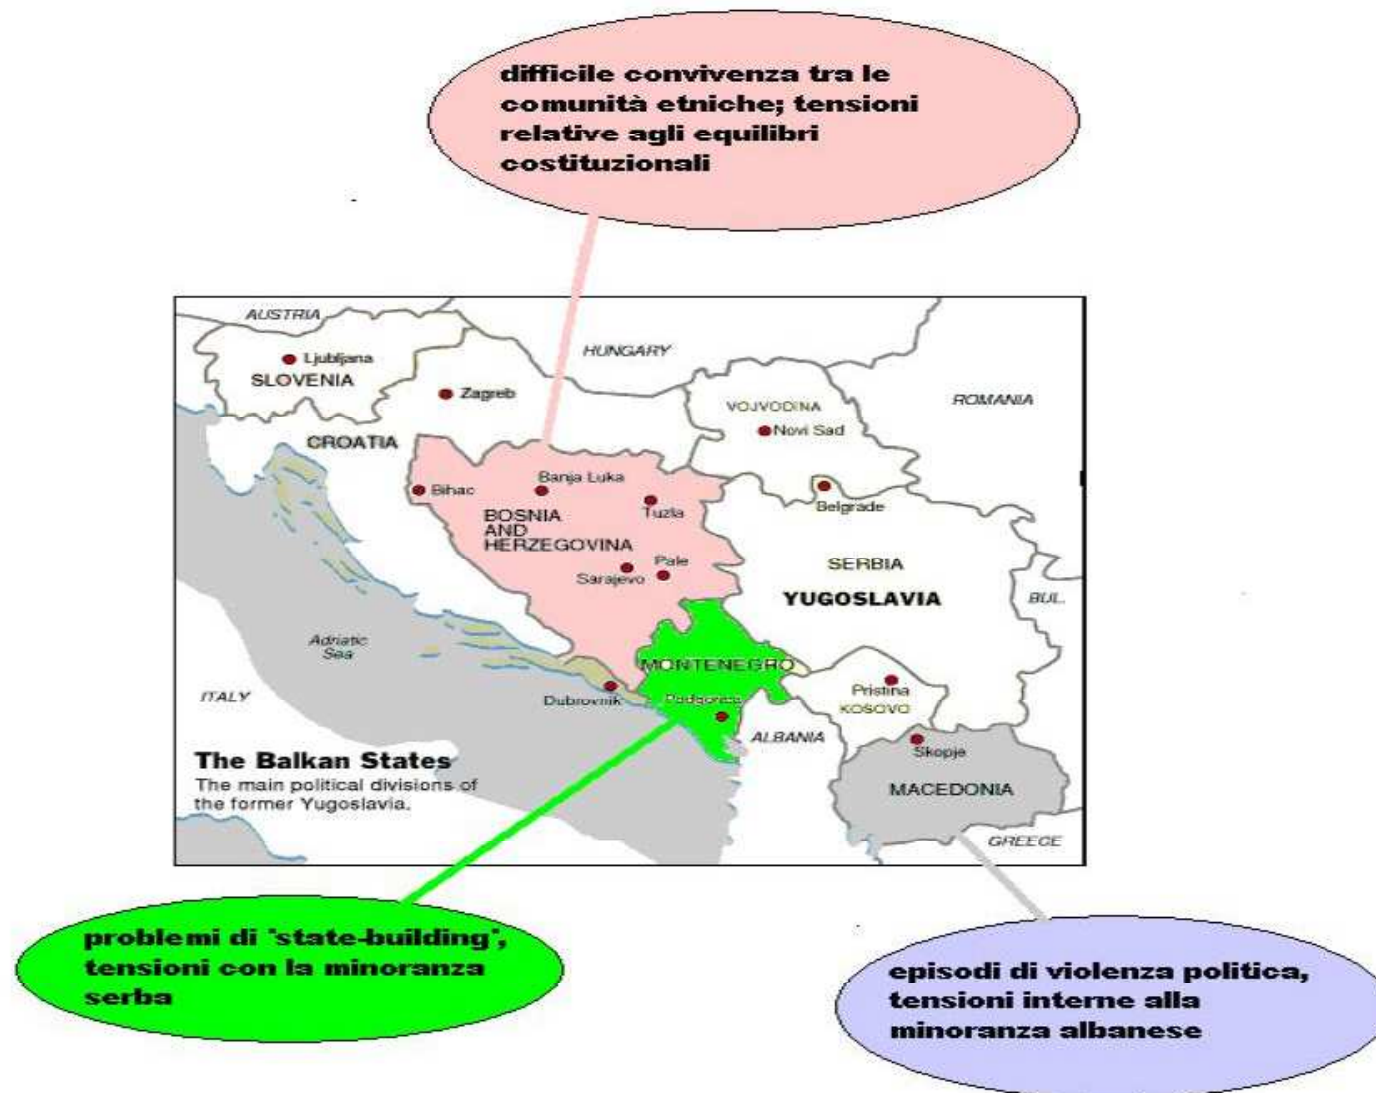 difficile convivenza tra le
comunità etniche; tensioni
relative agli equilibri
costituzionali
AUSTRIA
HUNGARY
Ljubljana
SLOVENIA
Zagreb
ROMANIA
VOJVODINA
Novi Sad
CROATIA
Banja Luka
Bihac
Belgrade
Tuzla
BOSNIA
AND
HERZEGOVINA
Pale
Sarajevo
SERBIA
YUGOSLAVIA
BUL.
Adriatic
Sea
MONTENEGRO
ITALY
Dubrovnik
Podgorica
Pristina
KOSOVO
ALBANIA
Skopje
The Balkan States
The main political divisions of
the former Yugoslavia.
MACEDONIA
GREECE
problemi di 'state-building',
tensioni con la minoranza
serba
episodi di violenza politica,
tensioni interne alla
minoranza albanese